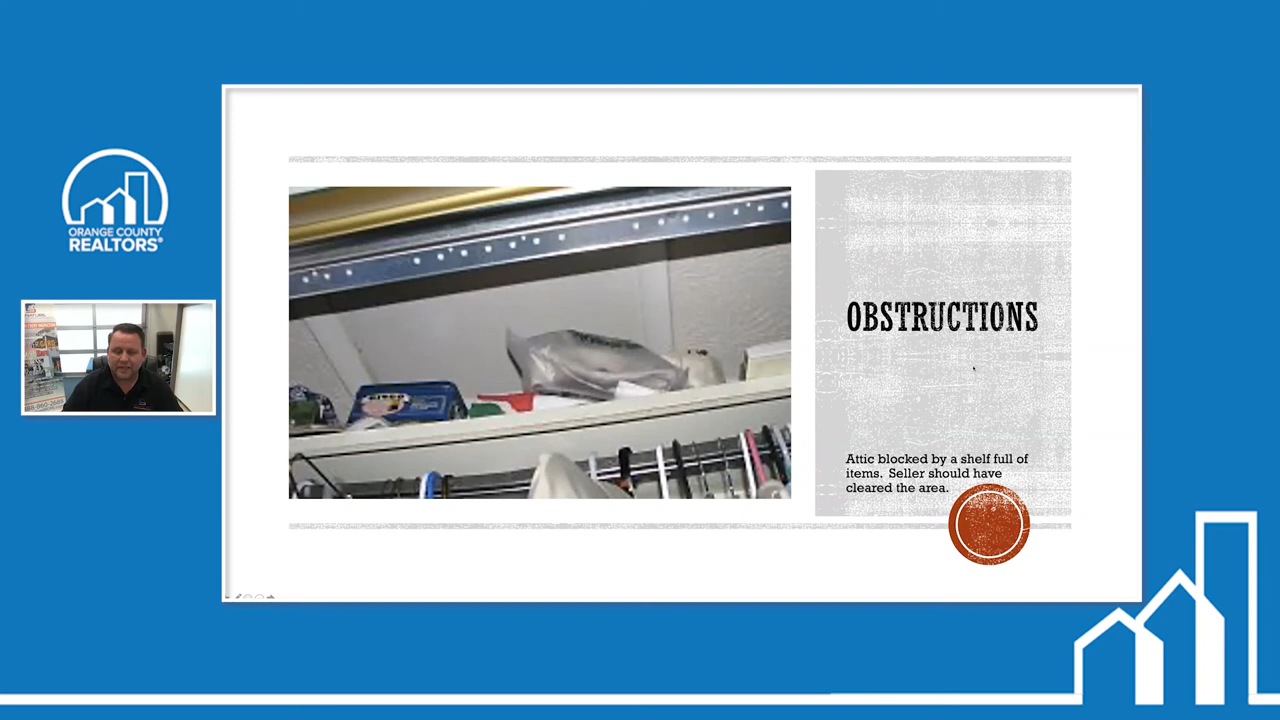 ORANGE COUNTY
REALTORS®
OBSTRUCTIONS
Attic blocked by a shelf full of
items. Seller should have
cleared the area.